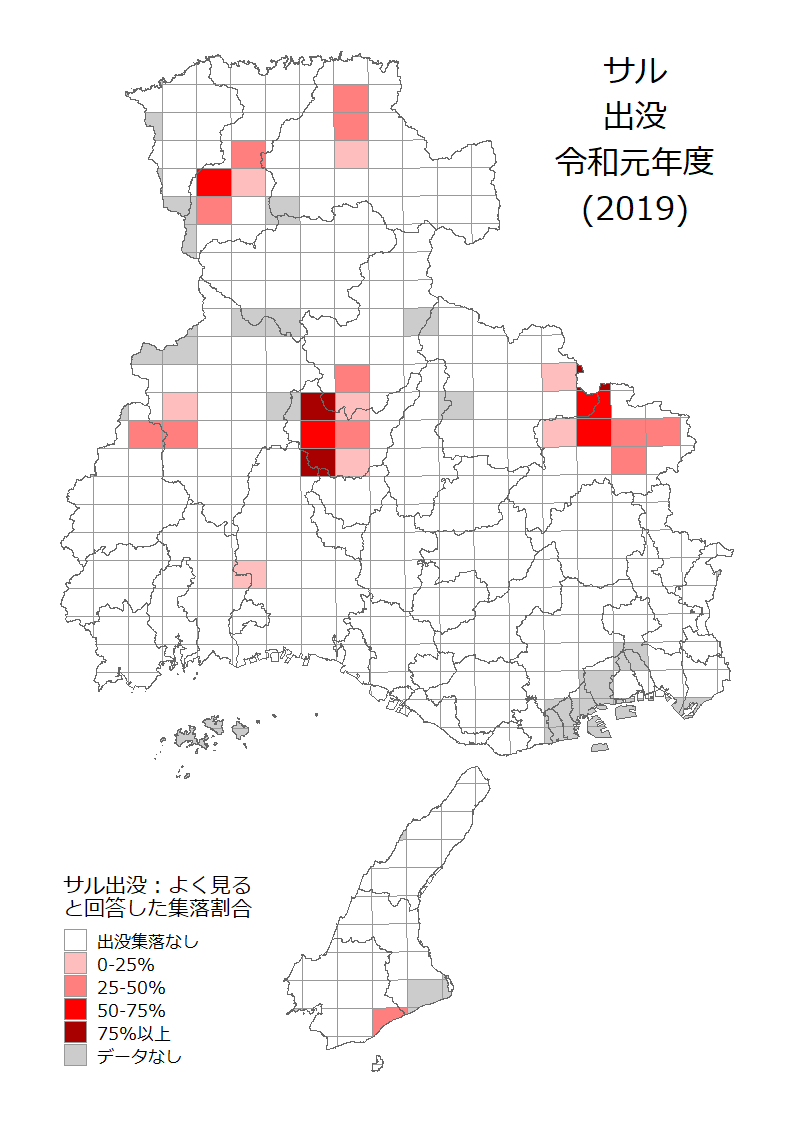 サル
出没
令和元年度
(2019)
サル出没：よく見る
と回答した集落割合
出没集落なし
0-25%
25-50%
50-75%
75%以上
データなし